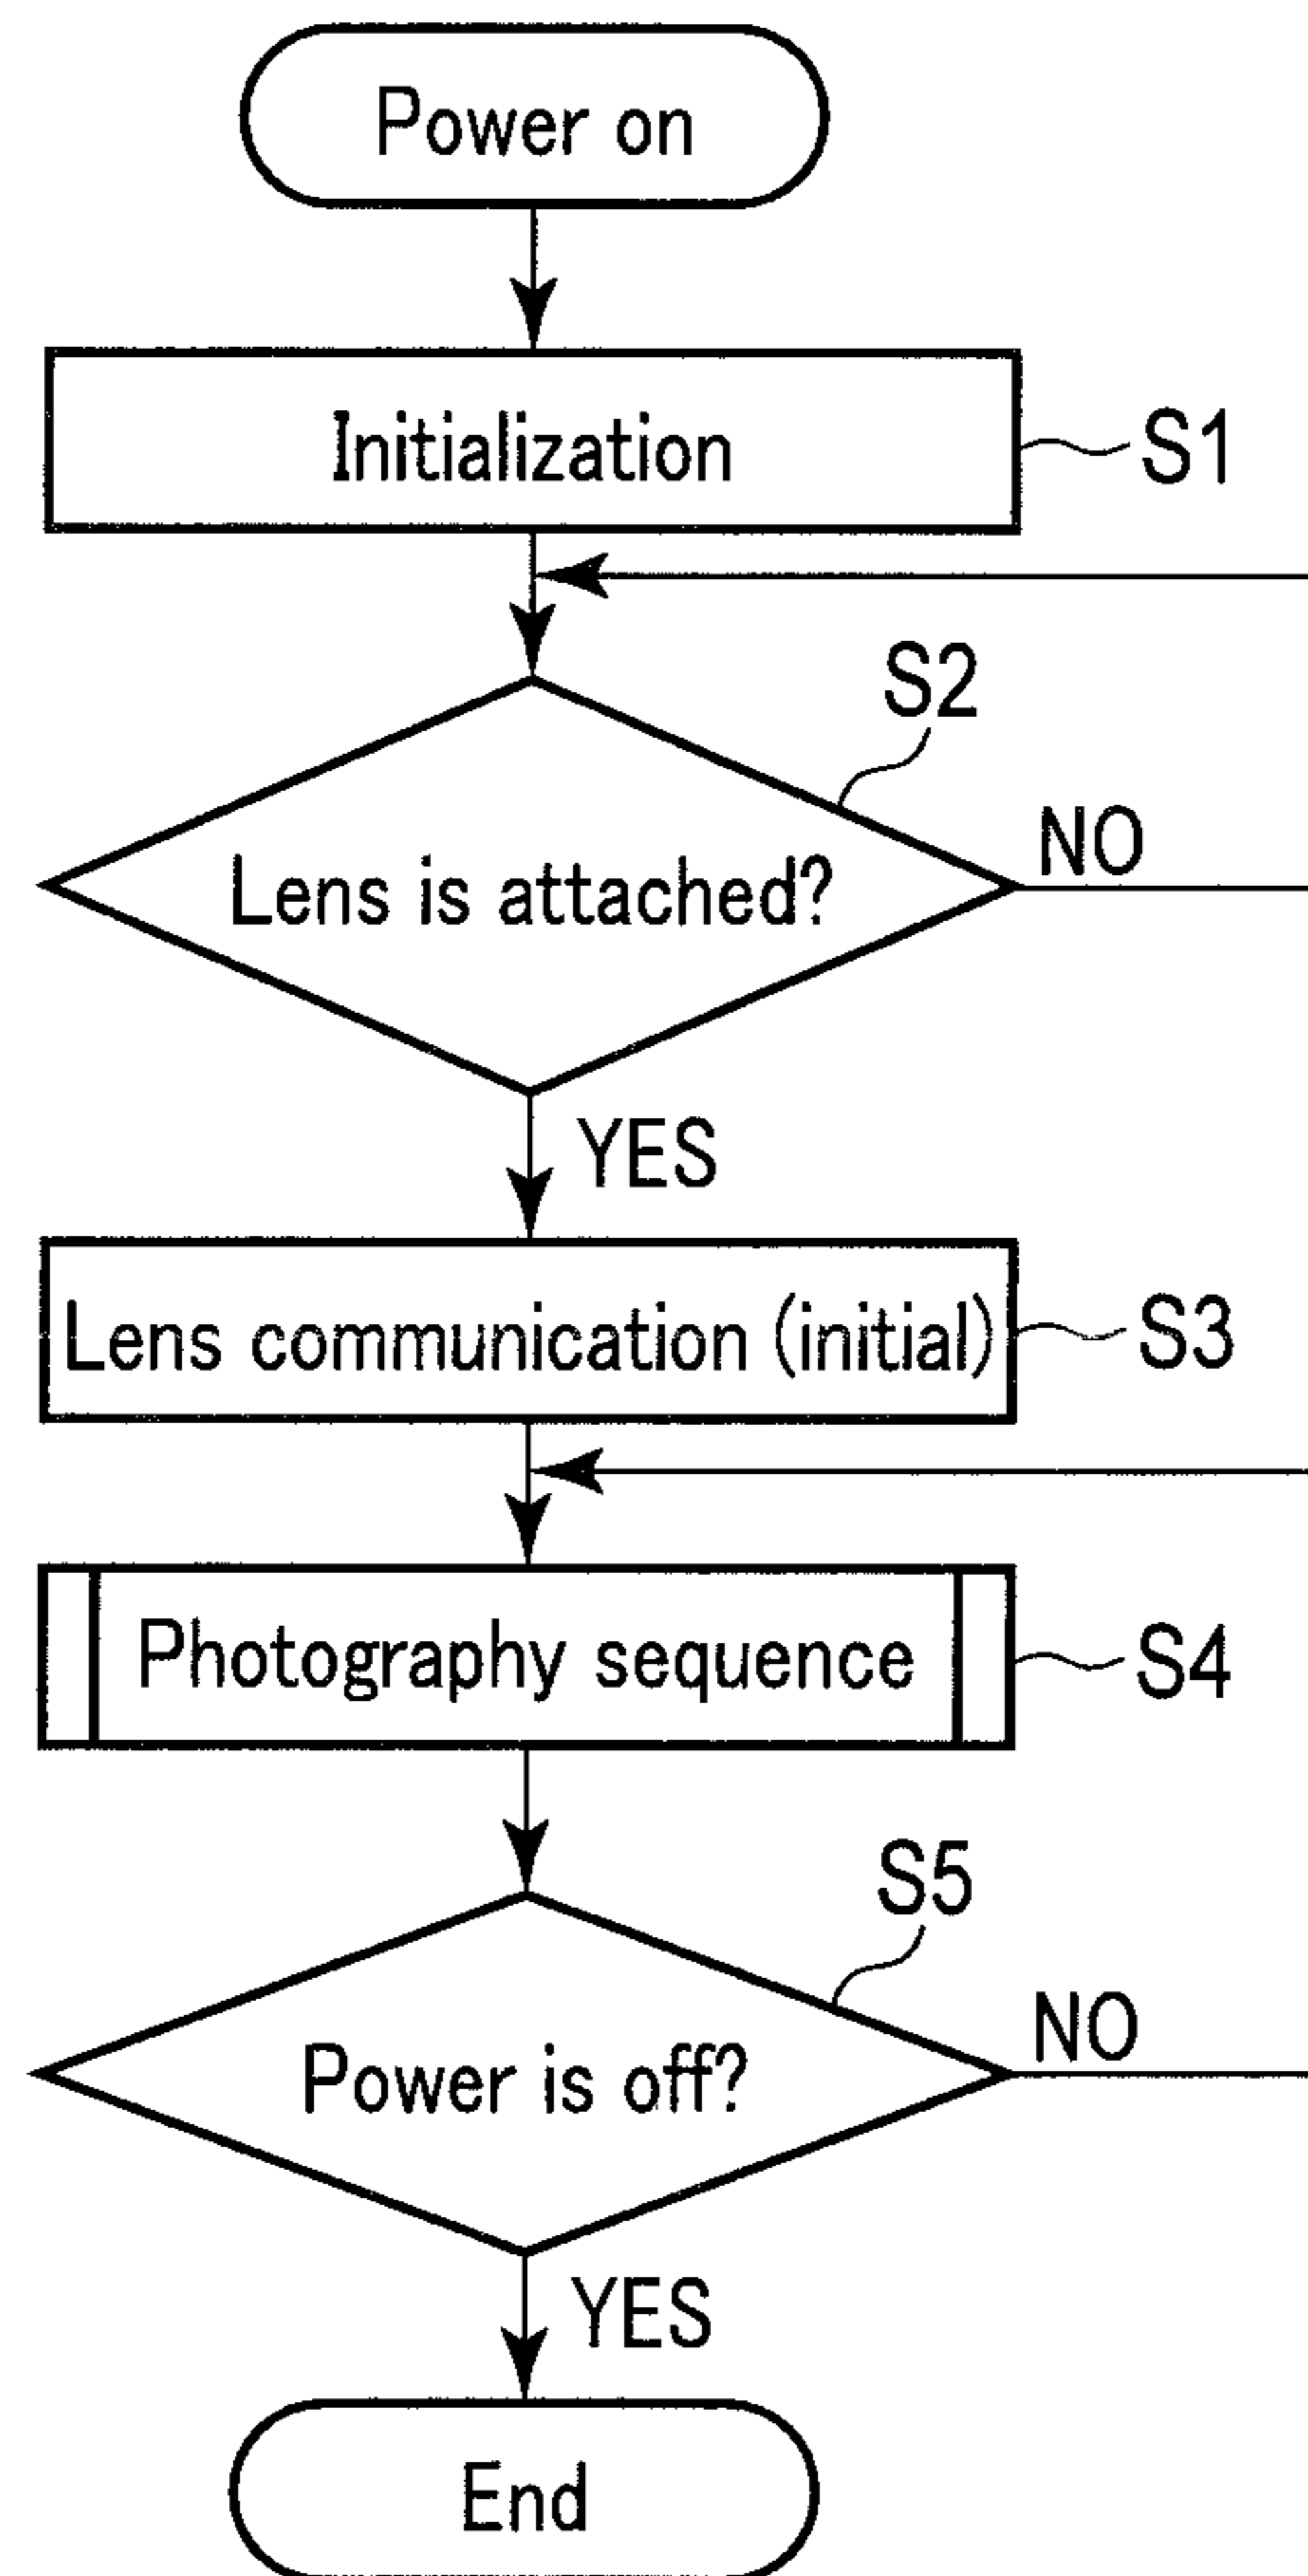 Power on
Initialization
S1
S2
Lens is attached?
NO
YES
Lens communication (initial)
S3
Photography sequence
S4
S5
Power is off?
NO
YES
End